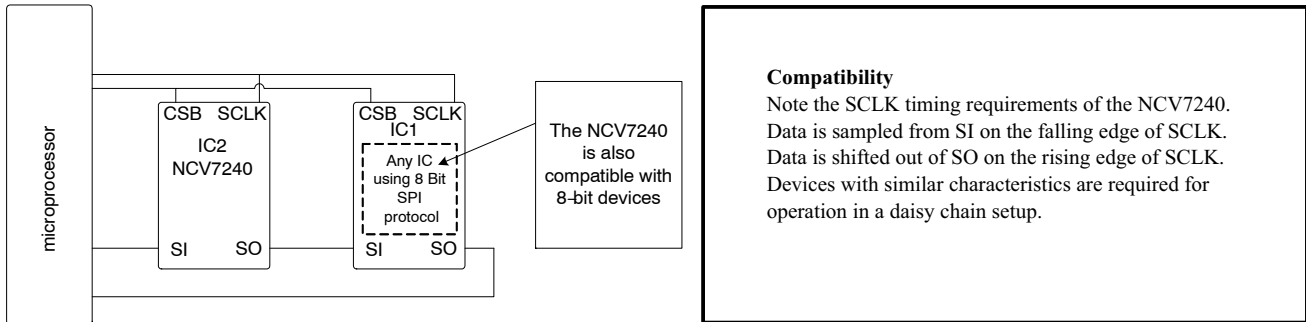 microprocessor
CSB SCLK
IC2
NCV7240
SI SO
CSB SCLK
IC1
Any IC
using 8 Bit
SPI
protocol
SI SO
The NCV7240
is also
compatible with
8–bit devices
Compatibility
Note the SCLK timing requirements of the NCV7240.
Data is sampled from SI on the falling edge of SCLK.
Data is shifted out of SO on the rising edge of SCLK.
Devices with similar characteristics are required for
operation in a daisy chain setup.